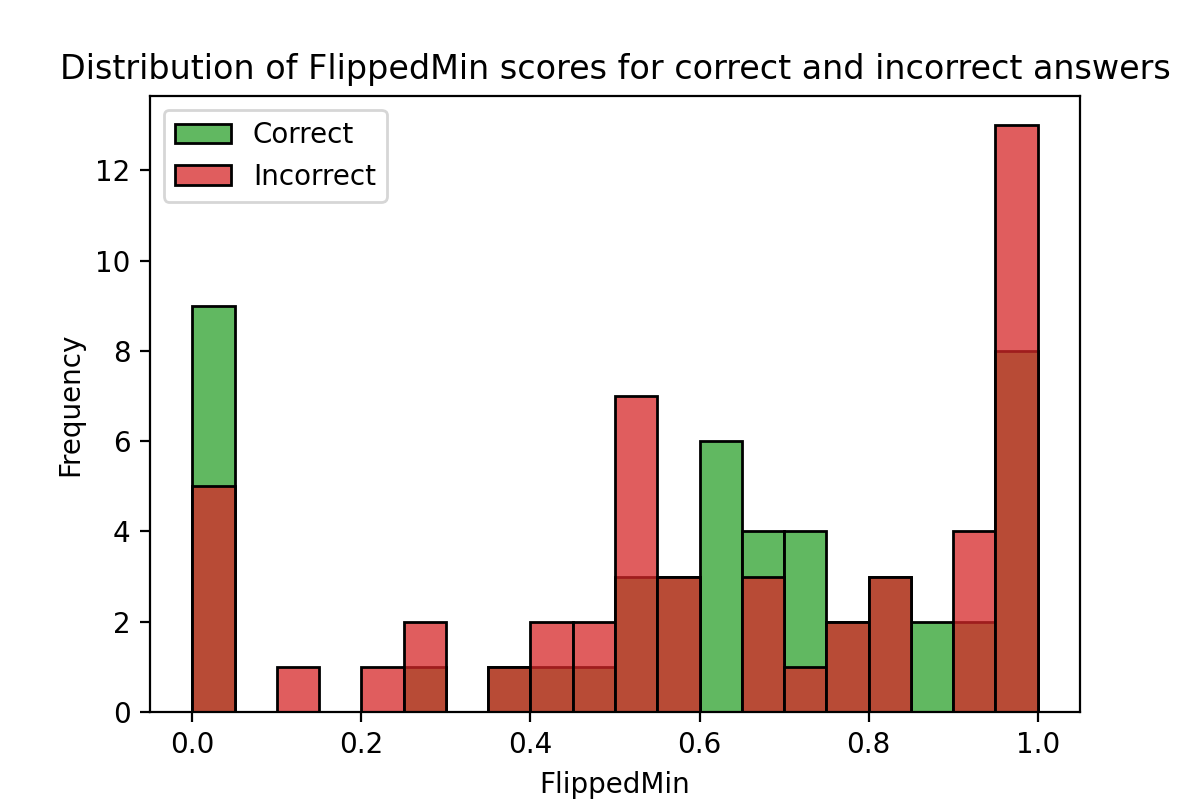 Distribution of FlippedMin scores for correct and incorrect answers
Correct
Incorrect
12
10
8
6
4
2
0
Frequency
0.0 0.2 0.4 0.6 0.8 1.0
FlippedMin